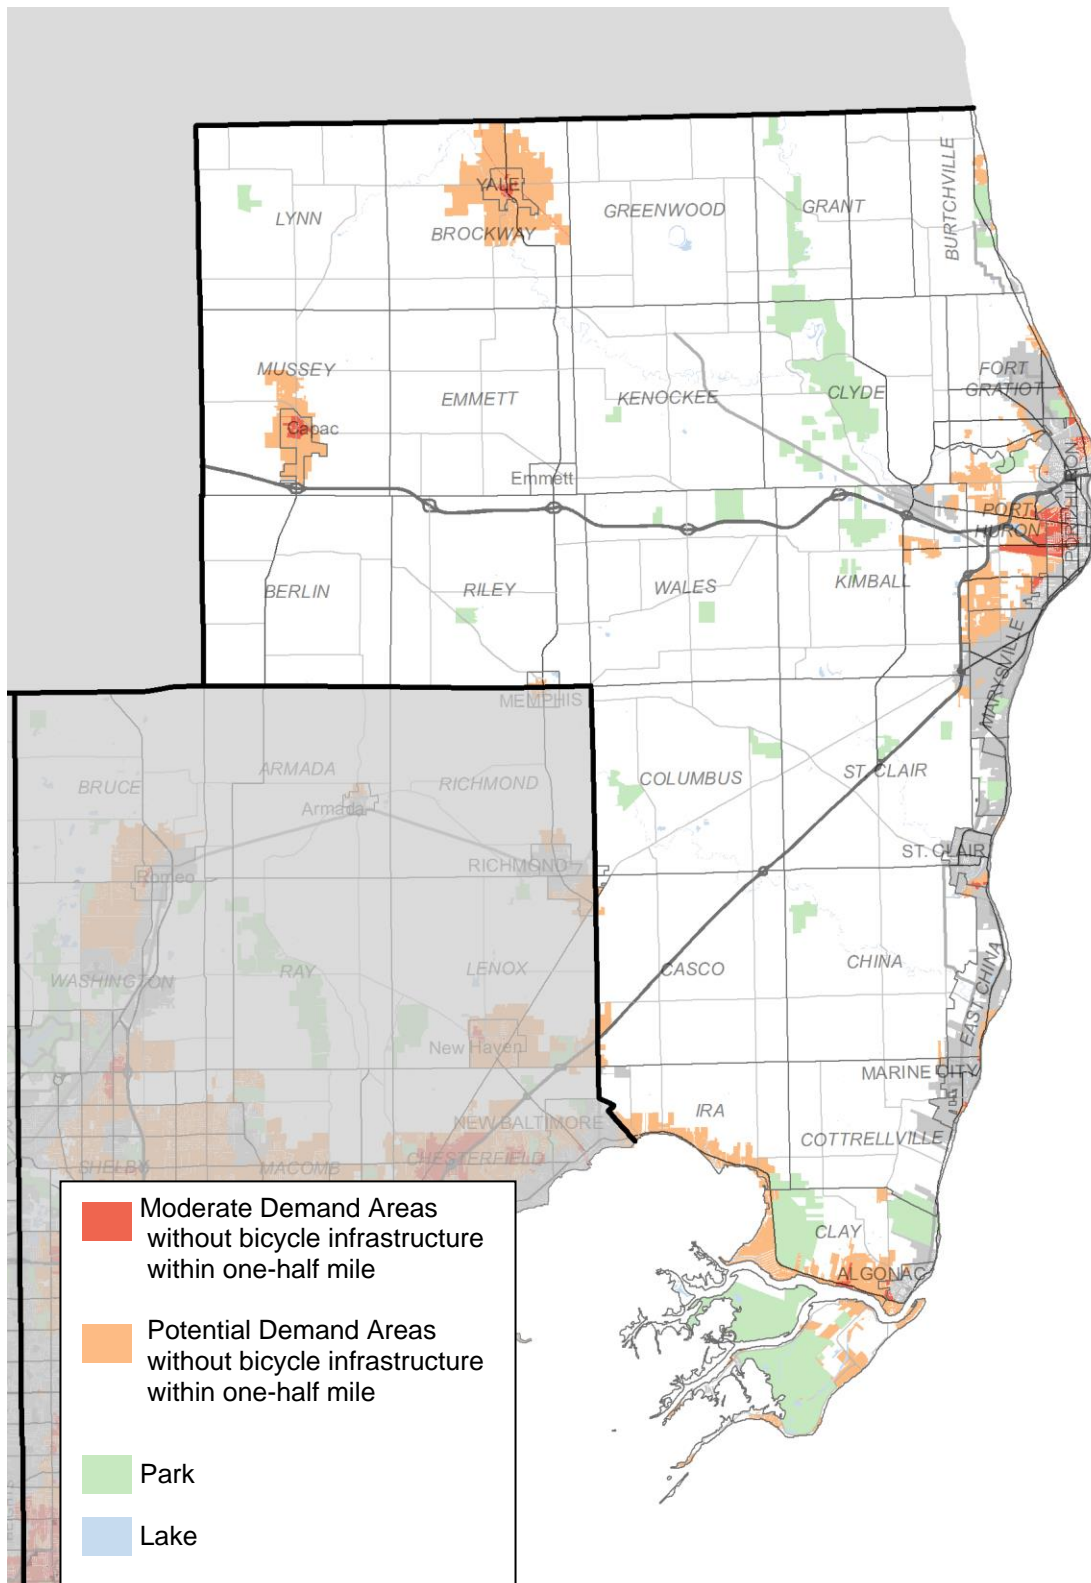 BURTCHVILLE
YALE
LYNN
GREENWOOD
GRANT
BROCKWAY
MUSSEY
FORT
GRATIOT
EMMETT
KENOCKEE
CLYDE
Capac
Emmett
PORT HURON
PORT
HURON
BERLIN
RILEY
WALES
KIMBALL
MEMPHIS
MARYSVILLE
ARMADA
BRUCE
RICHMOND
COLUMBUS
ST. CLAIR
Armada
RICHMOND
ST. CLAIR
Romeo
WASHINGTON
RAY
LENOX
CASCO
CHINA
EAST CHINA
New Haven
MARINE CITY
IRA
NEW BALTIMORE
COTTRELLVILLE
SHELBY
MACOMB
CHESTERFIELD
CLAY
ALGONAC
Moderate Demand Areas
without bicycle infrastructure
within one-half mile
Potential Demand Areas
without bicycle infrastructure
within one-half mile
Park
Lake